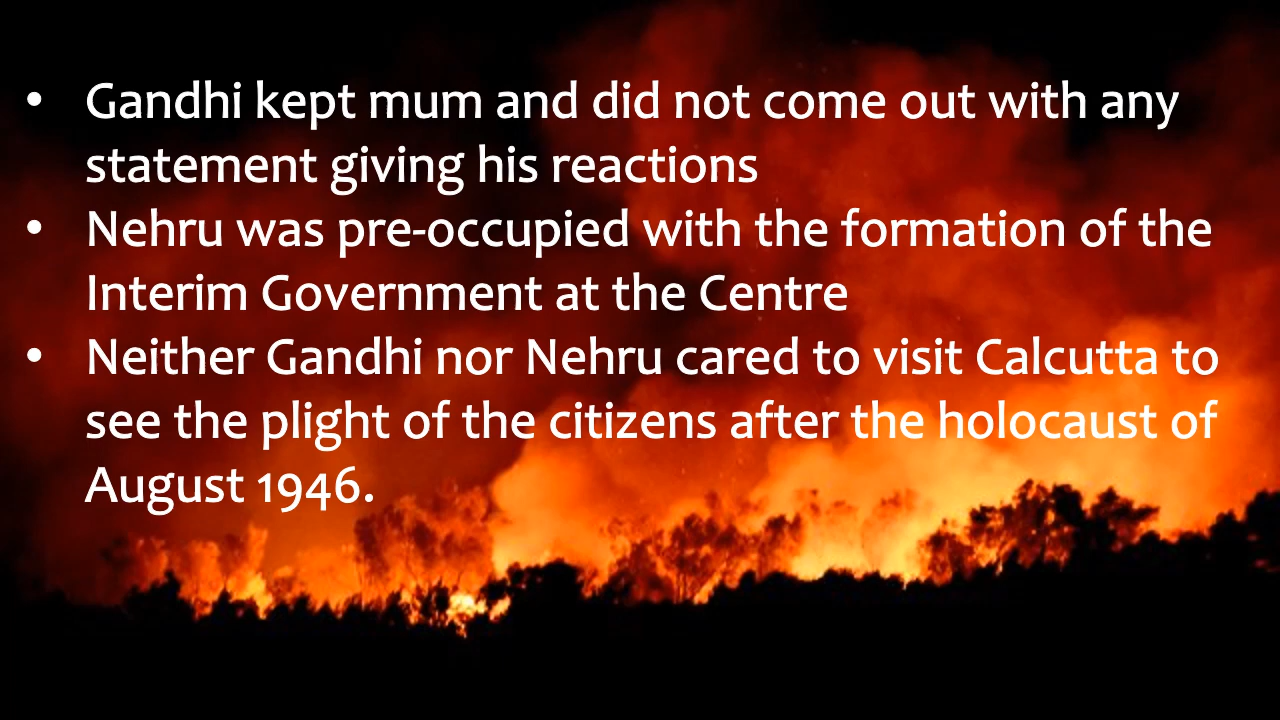 • Gandhi kept mum and did not come out with any
statement giving his reactions
• Nehru was pre-occupied with the formation of the
Interim Government at the Centre
• Neither Gandhi nor Nehru cared to visit Calcutta to
see the plight of the citizens after the holocaust of
August 1946.